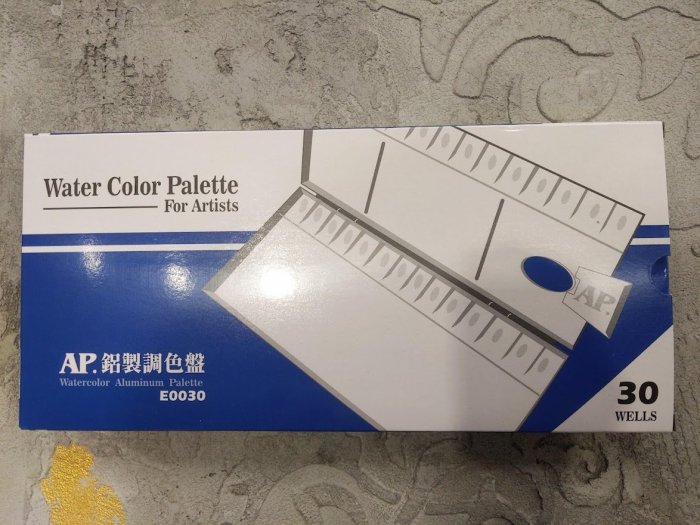 Water Color Palette
For Artists
AP.
AP.鋁製調色盤
Watercolor Aluminum Palette
E0030
30
WELLS